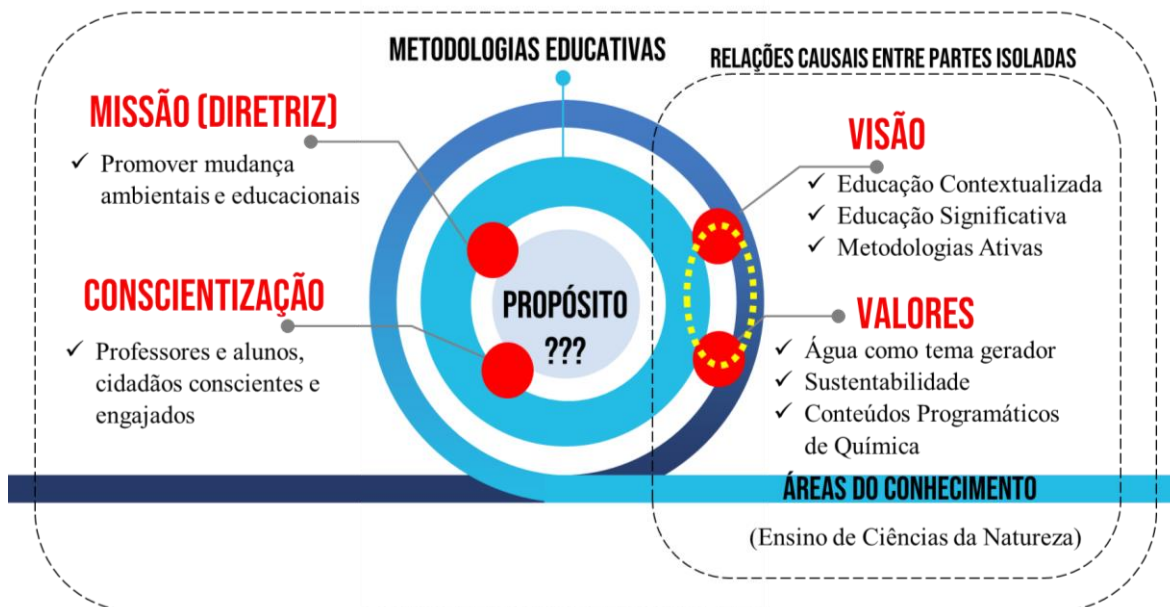 METODOLOGIAS EDUCATIVAS
RELAÇÕES CAUSAIS ENTRE PARTES ISOLADAS
MISSÃO (DIRETRIZ)
✓ Promover mudança
ambientais e educacionais
CONSCIENTIZAÇÃO
✓ Professores e alunos,
cidadãos conscientes e
engajados
PROPÓSITO
???
VISÃO
✓ Educação Contextualizada
✓ Educação Significativa
✓ Metodologias Ativas
VALORES
✓ Água como tema gerador
✓ Sustentabilidade
✓ Conteúdos Programáticos
de Química
ÁREAS DO CONHECIMENTO
(Ensino de Ciências da Natureza)